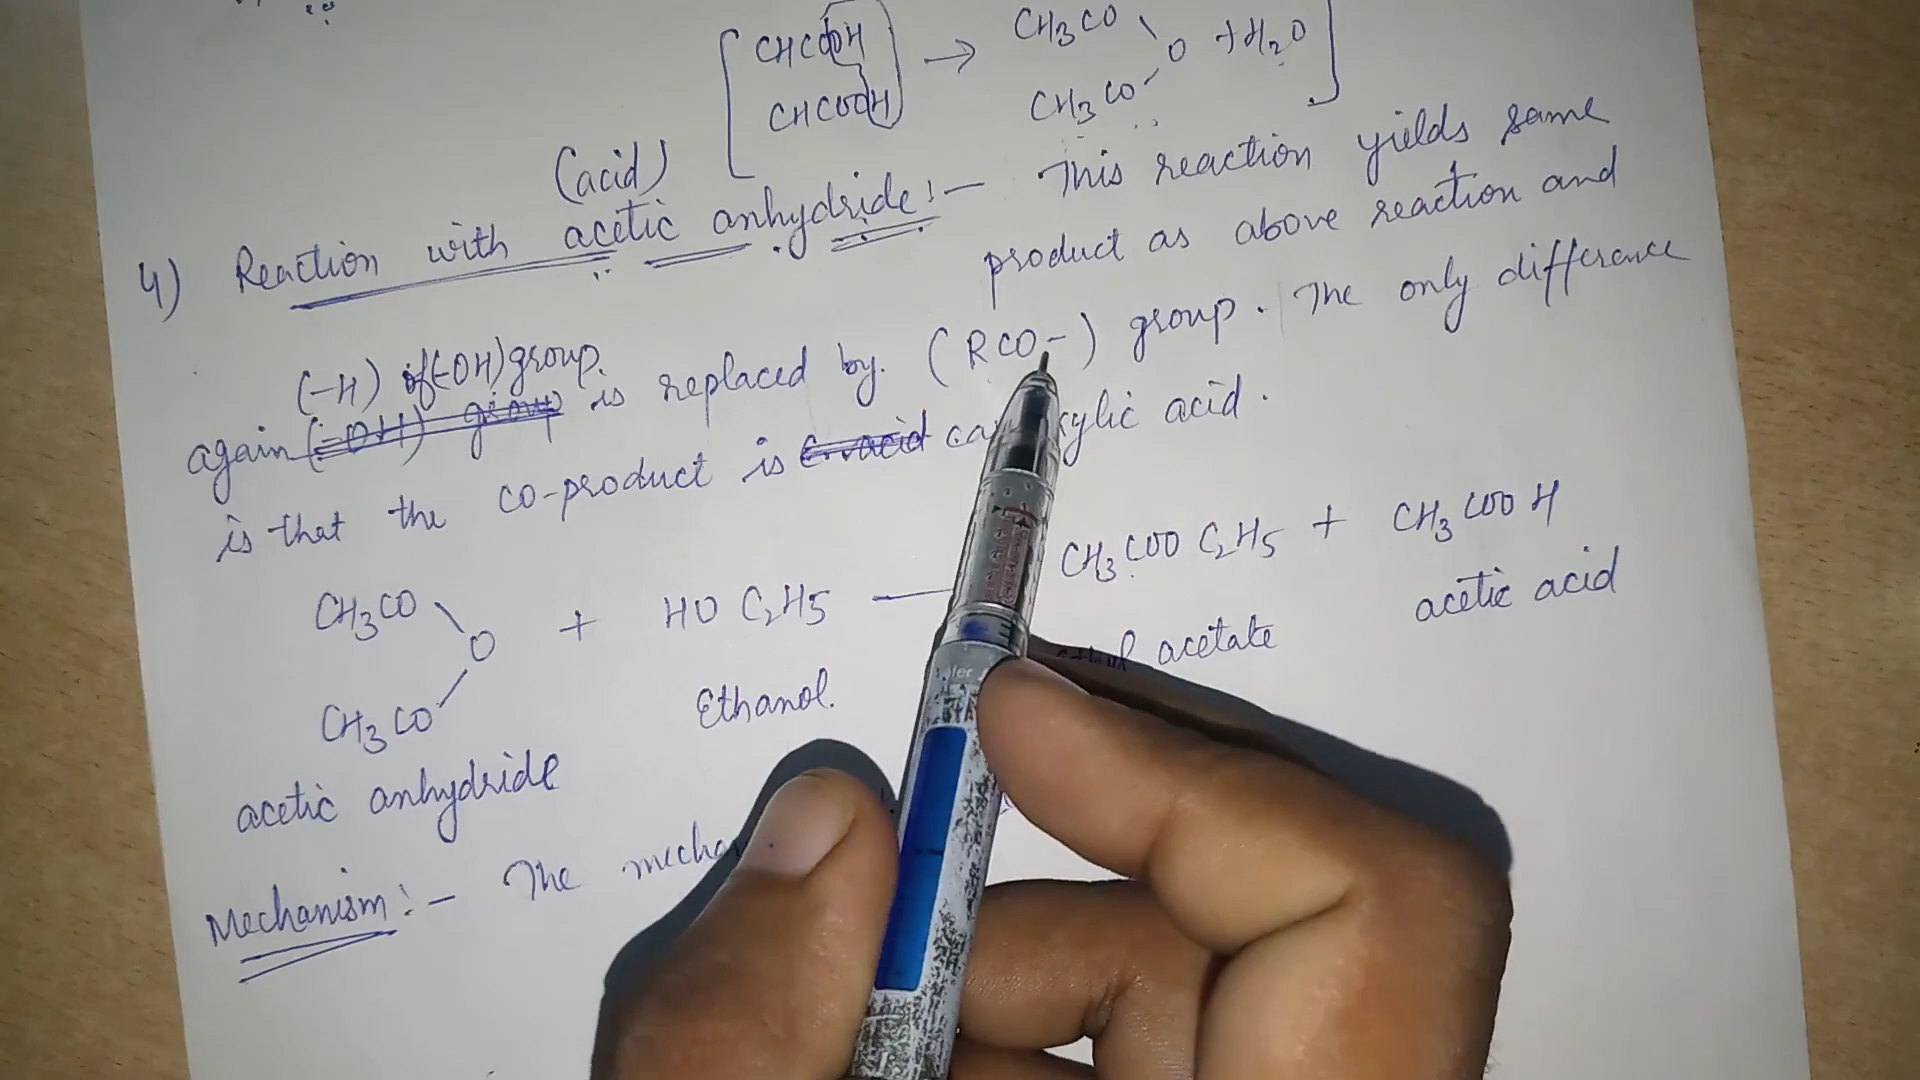 CHCOOH
CHCOOH
→ CH3CO
CH3CO
O + H2O
(acid)
4) Reaction with acetic anhydride :- This reaction yields same
product as above reaction and
(-H) of (-OH) group.
again (-OH) group is replaced by (RCO-) group. The only difference
is that the co-product is acid carboxylic acid.
CH3CO
CH3CO
O + HO C2H5 — CH3COO C2H5 + CH3COOH
acetic anhydride
Ethanol.
acetate
acetic acid
Mechanism :- The